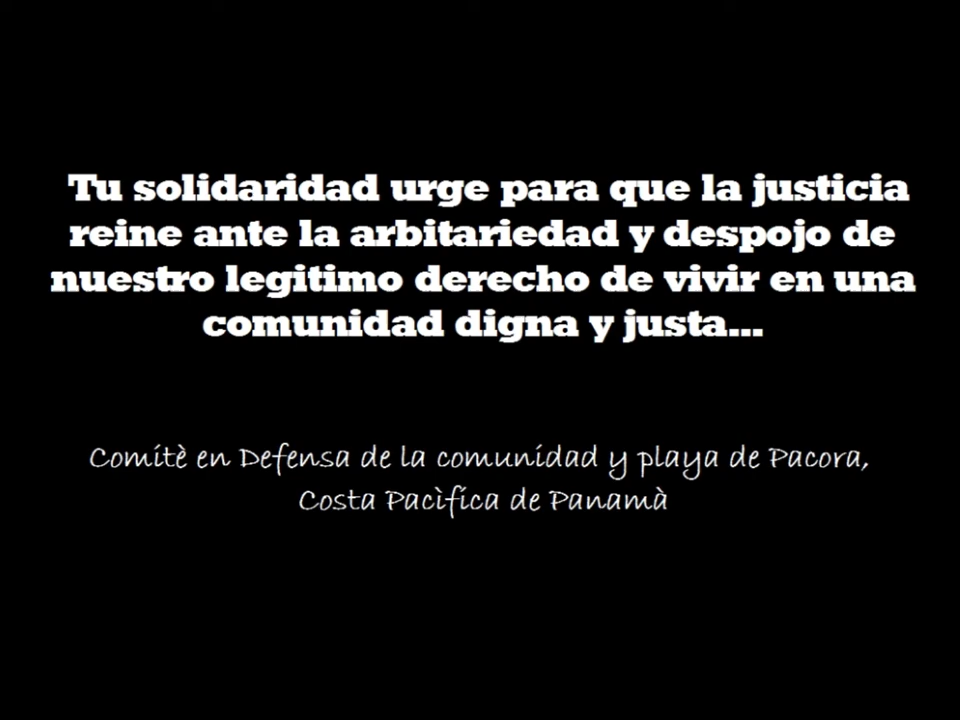 Tu solidaridad urge para que la justicia
reine ante la arbitariedad y despojo de
nuestro legitimo derecho de vivir en una
comunidad digna y justa...
Comitè en Defensa de la comunidad y playa de Pacora,
Costa Pacìfica de Panamà